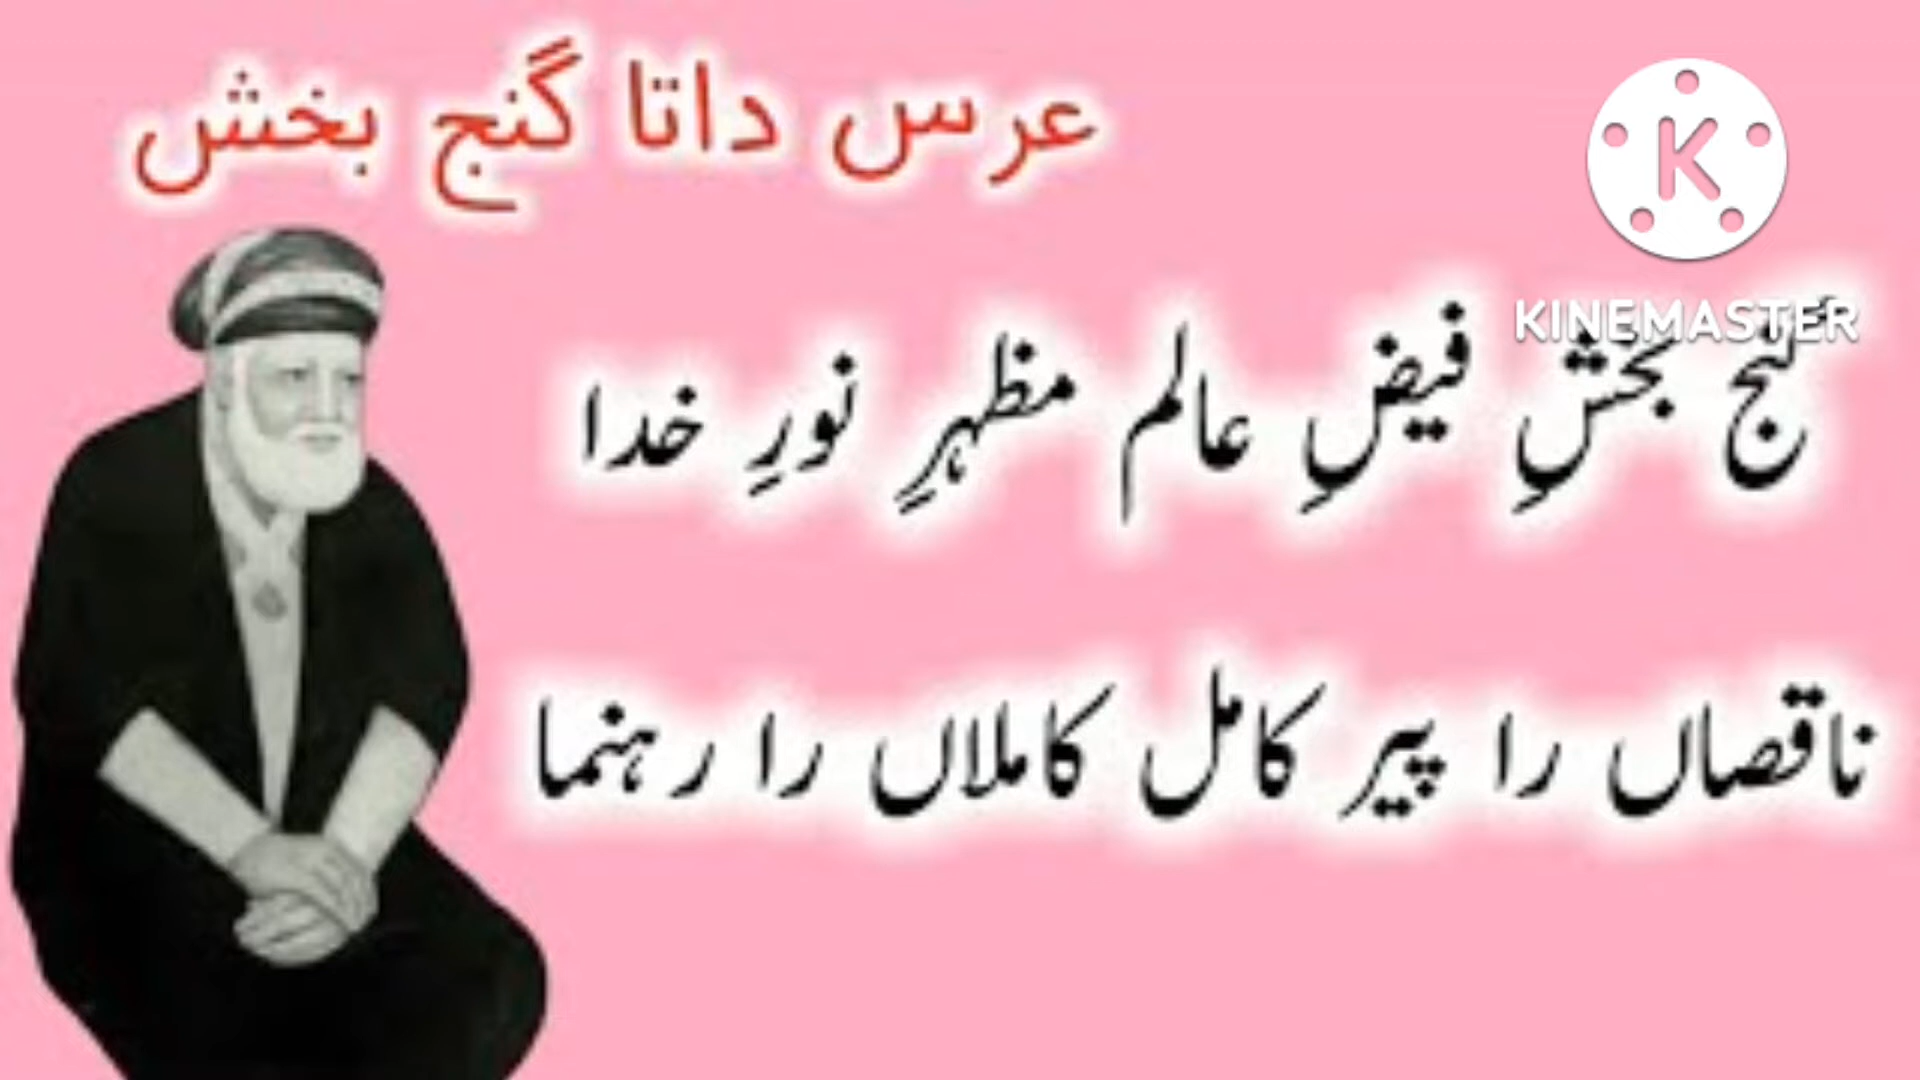 عرس داتا گنج بخش
KINEMASTER
گنج بخشِ فیضِ عالم مظہرِ نورِ خدا
ناقصاں را پیر کامل کاملاں را رہنما